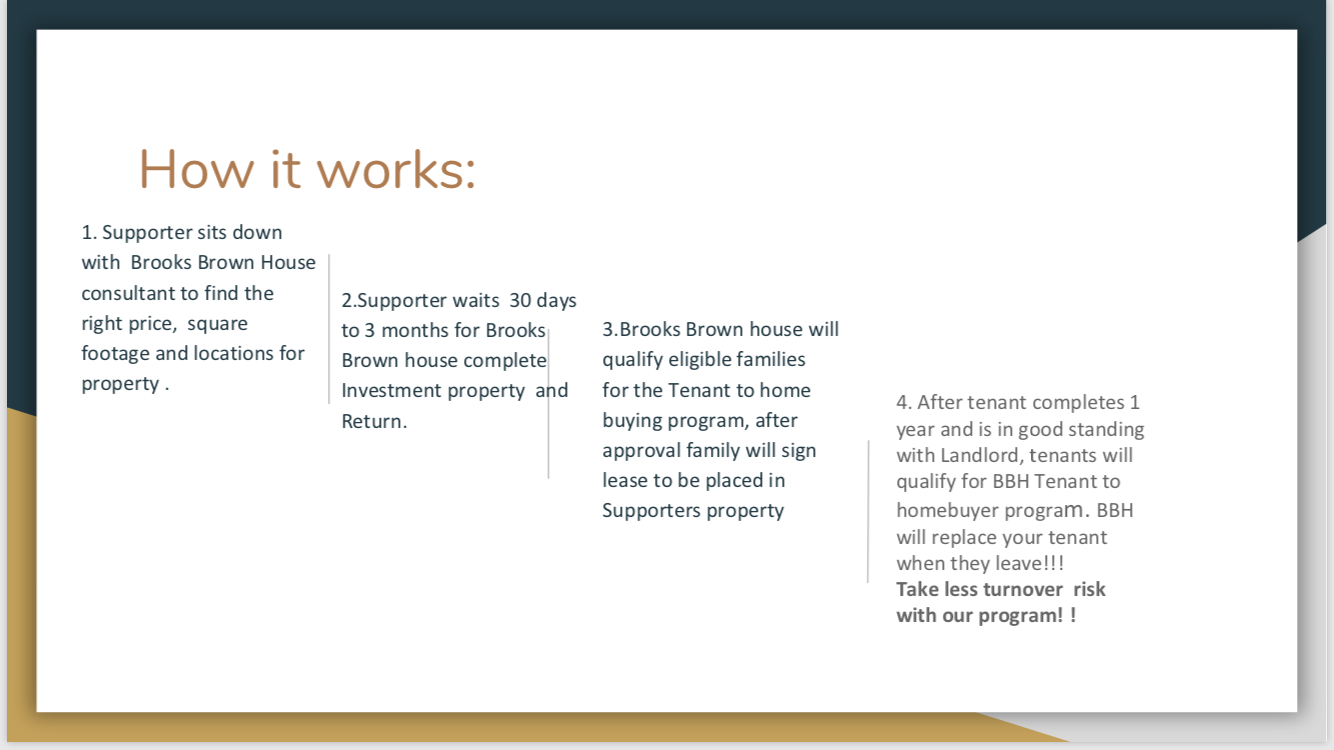 How it works:
1. Supporter sits down
with  Brooks Brown House
consultant to find the
right price,  square
footage and locations for
property .
2.Supporter waits  30 days
to 3 months for Brooks
Brown house complete
Investment property  and
Return.
3.Brooks Brown house will
qualify eligible families
for the Tenant to home
buying program, after
approval family will sign
lease to be placed in
Supporters property
4. After tenant completes 1
year and is in good standing
with Landlord, tenants will
qualify for BBH Tenant to
homebuyer program. BBH
will replace your tenant
when they leave!!!
Take less turnover  risk
with our program! !